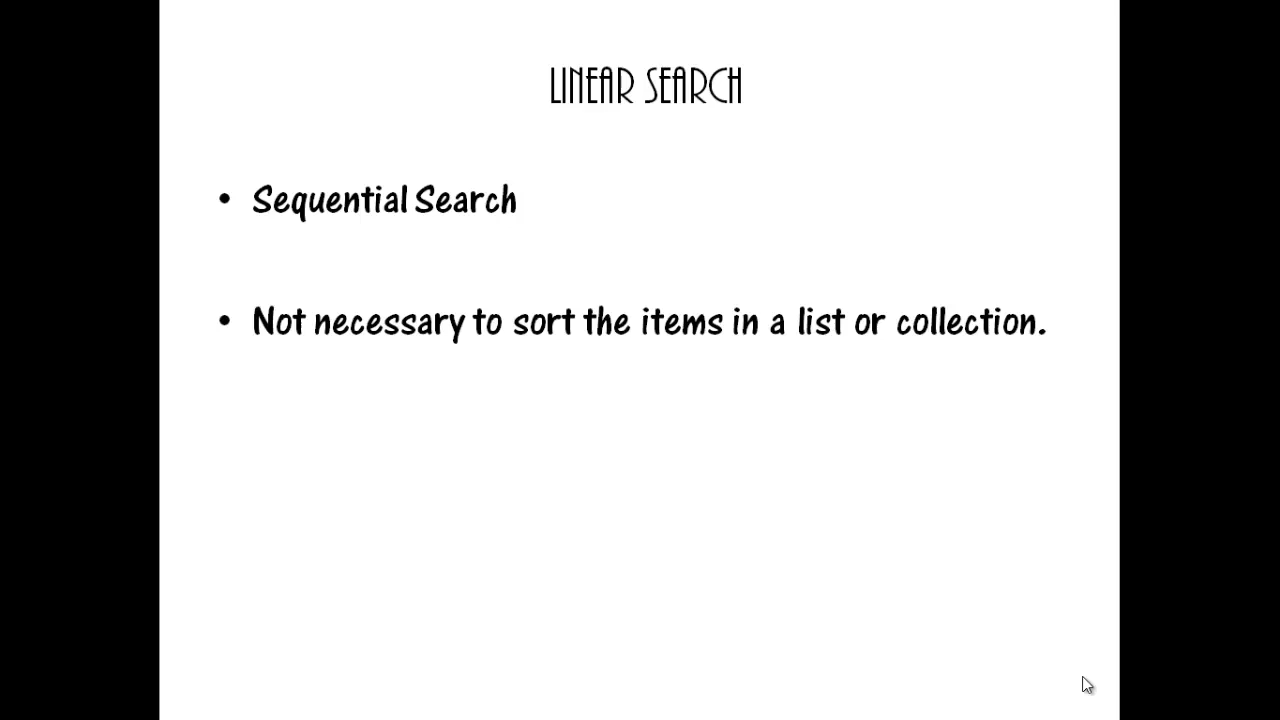 LINEAR SEARCH
• Sequential Search
• Not necessary to sort the items in a list or collection.